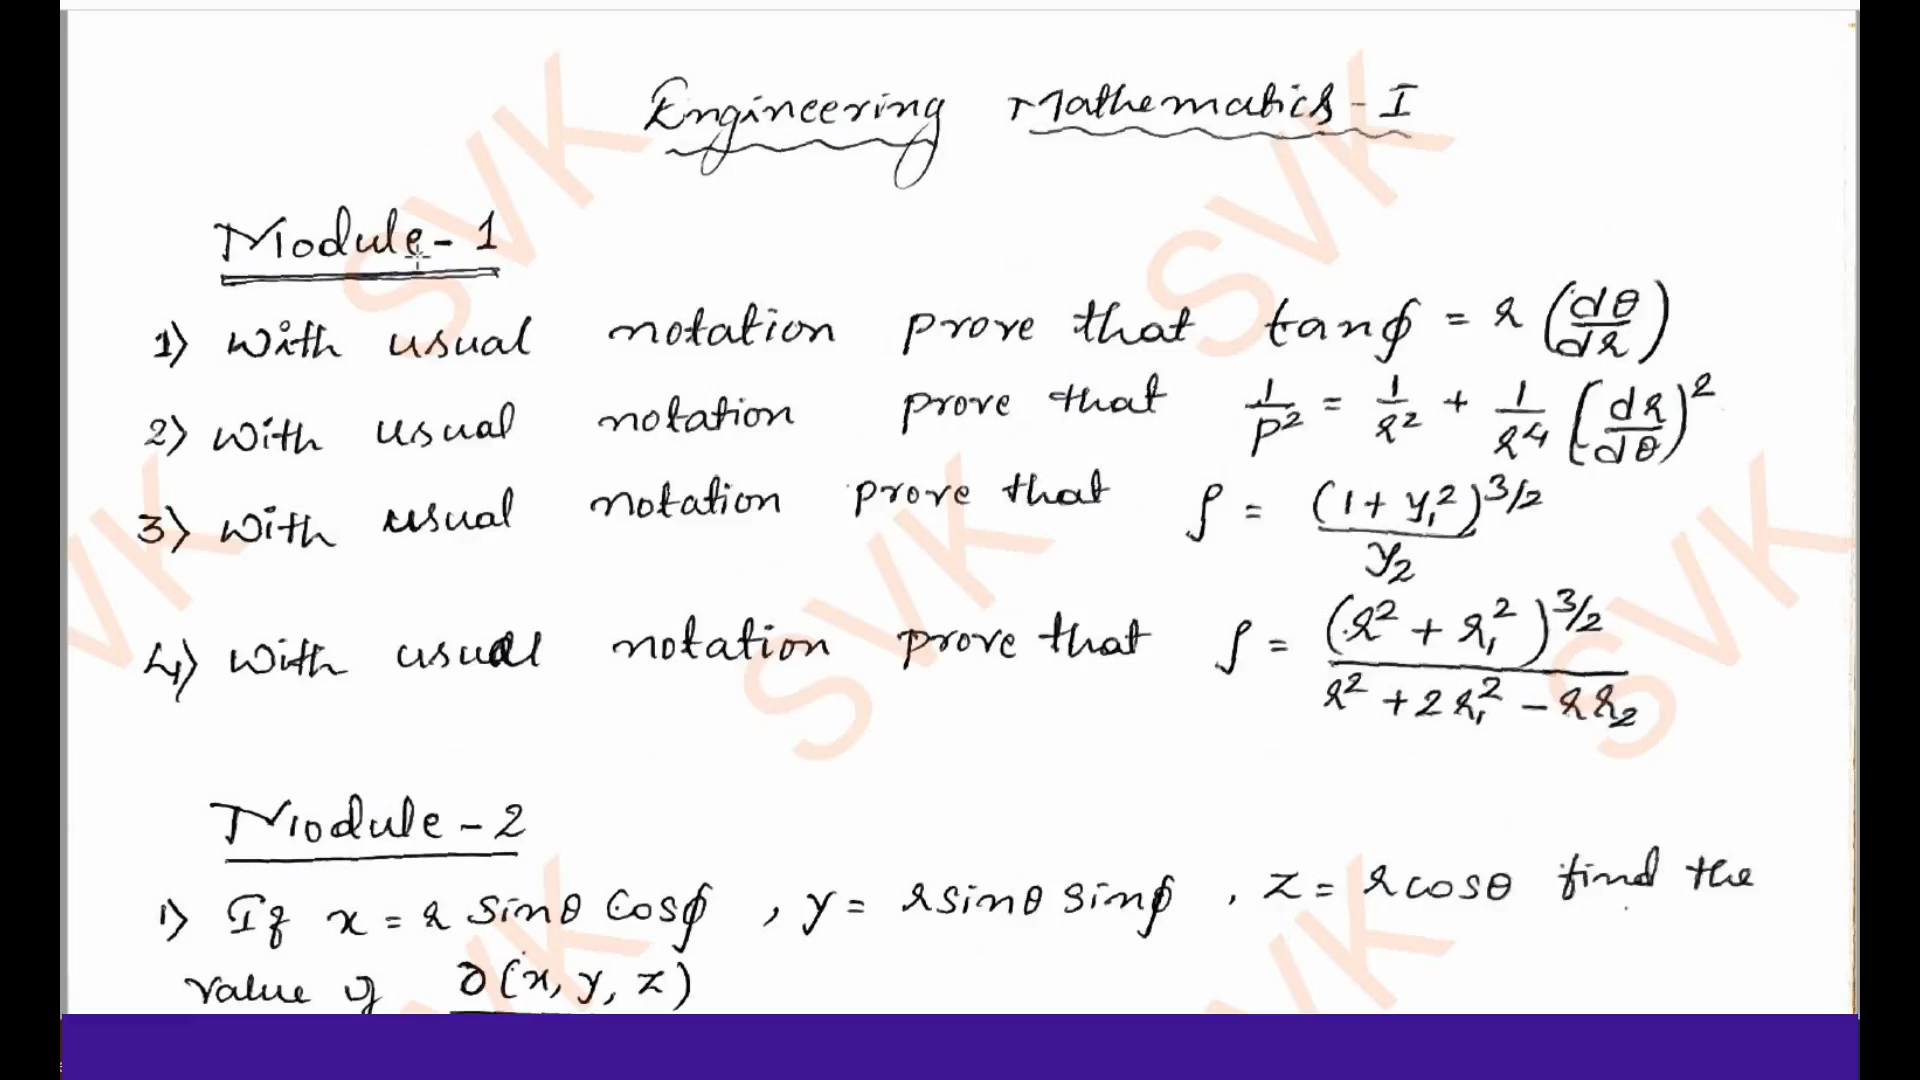 Engineering Mathematics - I
Module - 1
1) With usual notation prove that tanϕ = r (dθ/dr)
2) With usual notation prove that 1/p² = 1/r² + 1/r⁴ (dr/dθ)²
3) With usual notation prove that ρ = (1 + y₁²)^3/2 / y₂
4) With usual notation prove that ρ = (r² + r₁²)^3/2 / r² + 2r₁² - rr₂
Module - 2
1) If x = r sinθ cosϕ , y = r sinθ sinϕ , z = r cosθ find the
value of ∂(x, y, z)
SVK